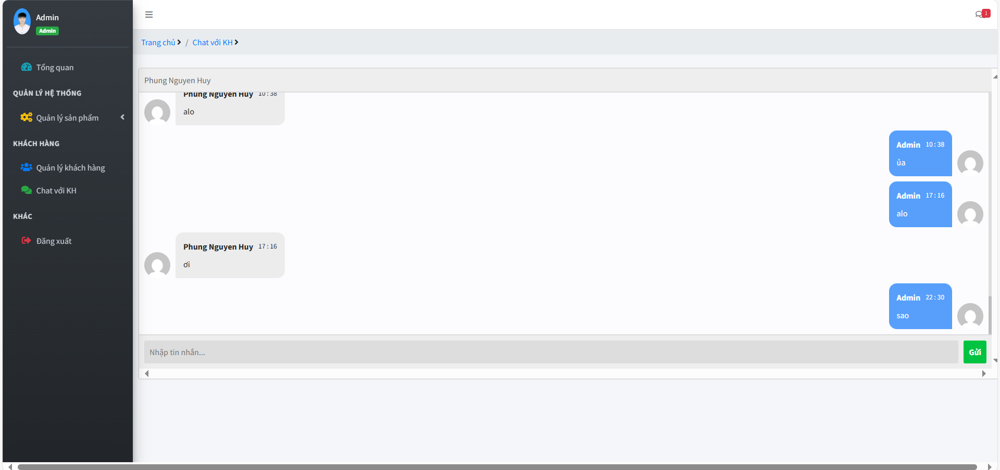 Admin
Admin
Tổng quan
QUẢN LÝ HỆ THỐNG
Quản lý sản phẩm
KHÁCH HÀNG
Quản lý khách hàng
Chat với KH
KHÁC
Đăng xuất
1
Trang chủ / Chat với KH
Phung Nguyen Huy
Phung Nguyen Huy 10:38
alo
Admin 10:38
ủa
Admin 17:16
alo
Phung Nguyen Huy 17:16
ơi
Admin 22:30
sao
Nhập tin nhắn...
Gửi